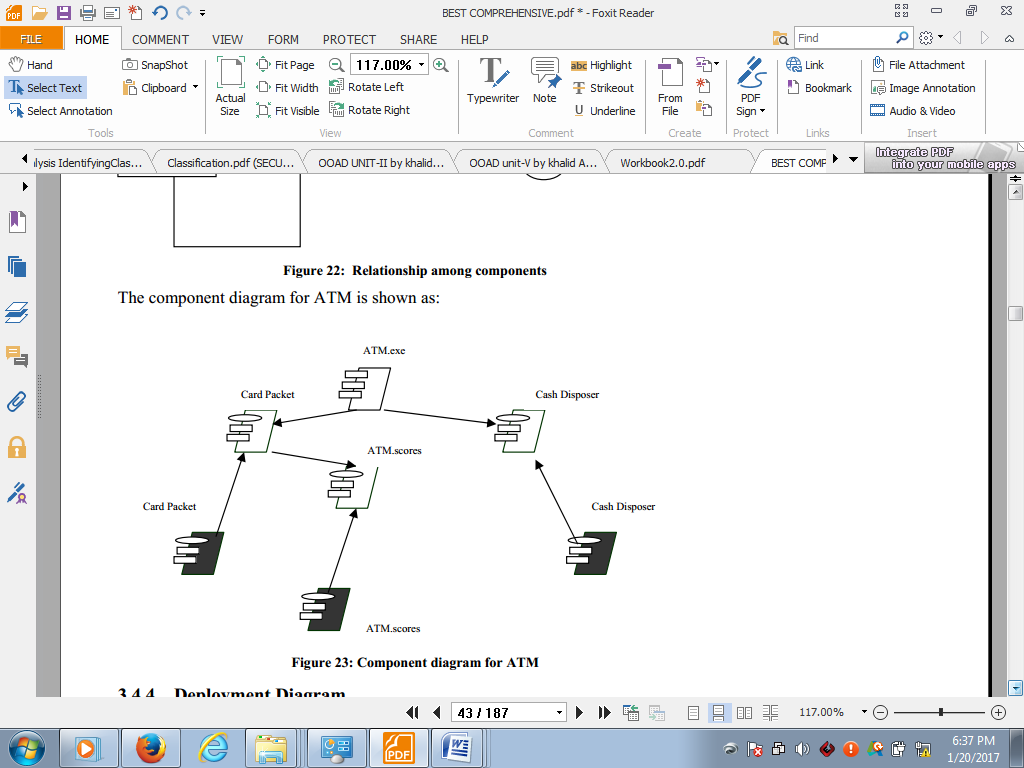 BEST COMPREHENSIVE.pdf * - Foxit Reader
FILE HOME COMMENT VIEW FORM PROTECT SHARE HELP
Find
Hand
Select Text
Select Annotation
SnapShot
Clipboard
Tools
Actual Size
Fit Page
Fit Width
Fit Visible
117.00%
Rotate Left
Rotate Right
View
Typewriter
Note
abc Highlight
T Strikeout
U Underline
Comment
From File
Create
PDF Sign
Protect
Link
Bookmark
Links
File Attachment
Image Annotation
Audio & Video
Insert
lysis IdentifyingClas...
Classification.pdf (SECU...
OOAD UNIT-II by khalid...
OOAD unit-V by khalid A...
Workbook2.0.pdf
BEST COMP
Integrate PDF
into your mobile apps
Figure 22: Relationship among components
The component diagram for ATM is shown as:
ATM.exe
Card Packet
Cash Disposer
ATM.scores
Card Packet
Cash Disposer
ATM.scores
Figure 23: Component diagram for ATM
3.4.4 Deployment Diagram
43 / 187
117.00%
PDF
6:37 PM
1/20/2017